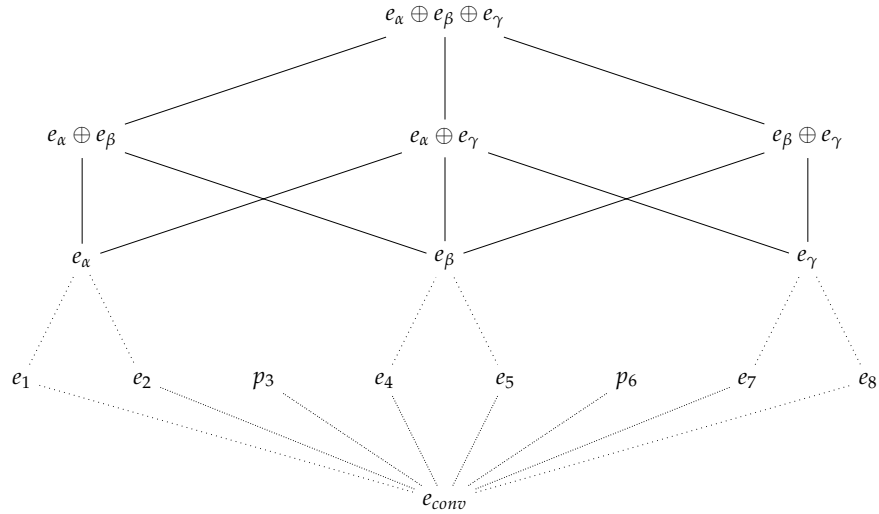 e_α ⊕ e_β ⊕ e_γ
e_α ⊕ e_β e_α ⊕ e_γ e_β ⊕ e_γ
e_α e_β e_γ
e_1 e_2 p_3 e_4 e_5 p_6 e_7 e_8
e_conv